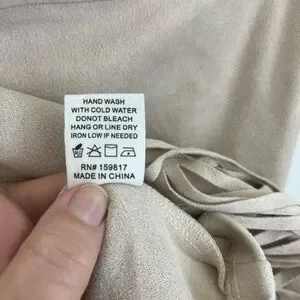 HAND WASH
WITH COLD WATER
DONOT BLEACH
HANG OR LINE DRY
IRON LOW IF NEEDED
RN# 159817
MADE IN CHINA